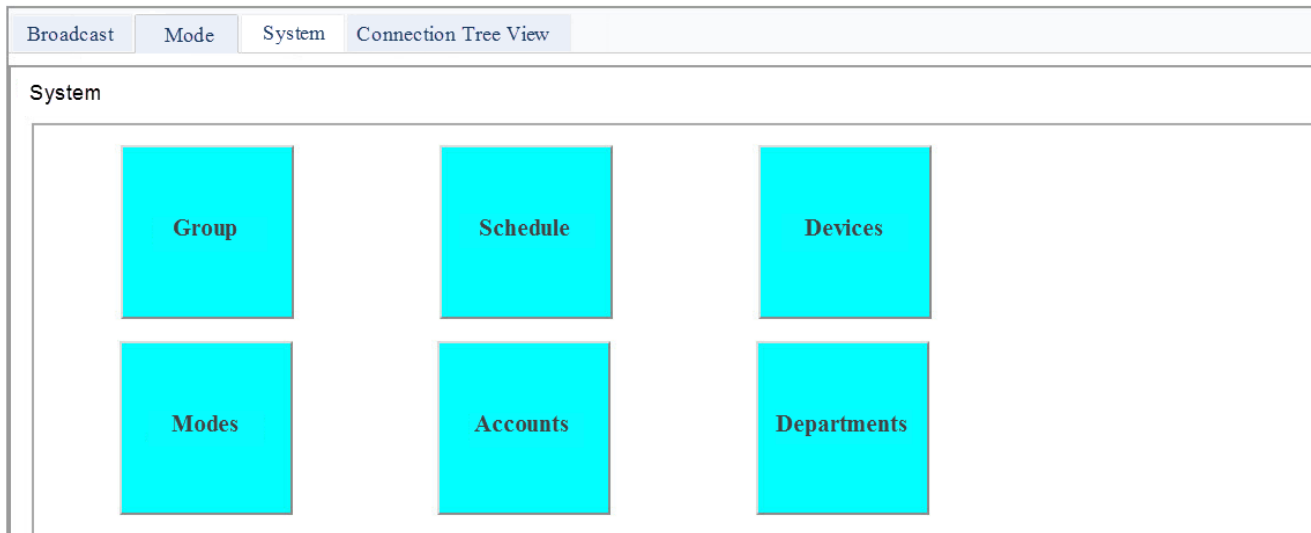 Broadcast Mode System Connection Tree View
System
Group Schedule Devices
Modes Accounts Departments